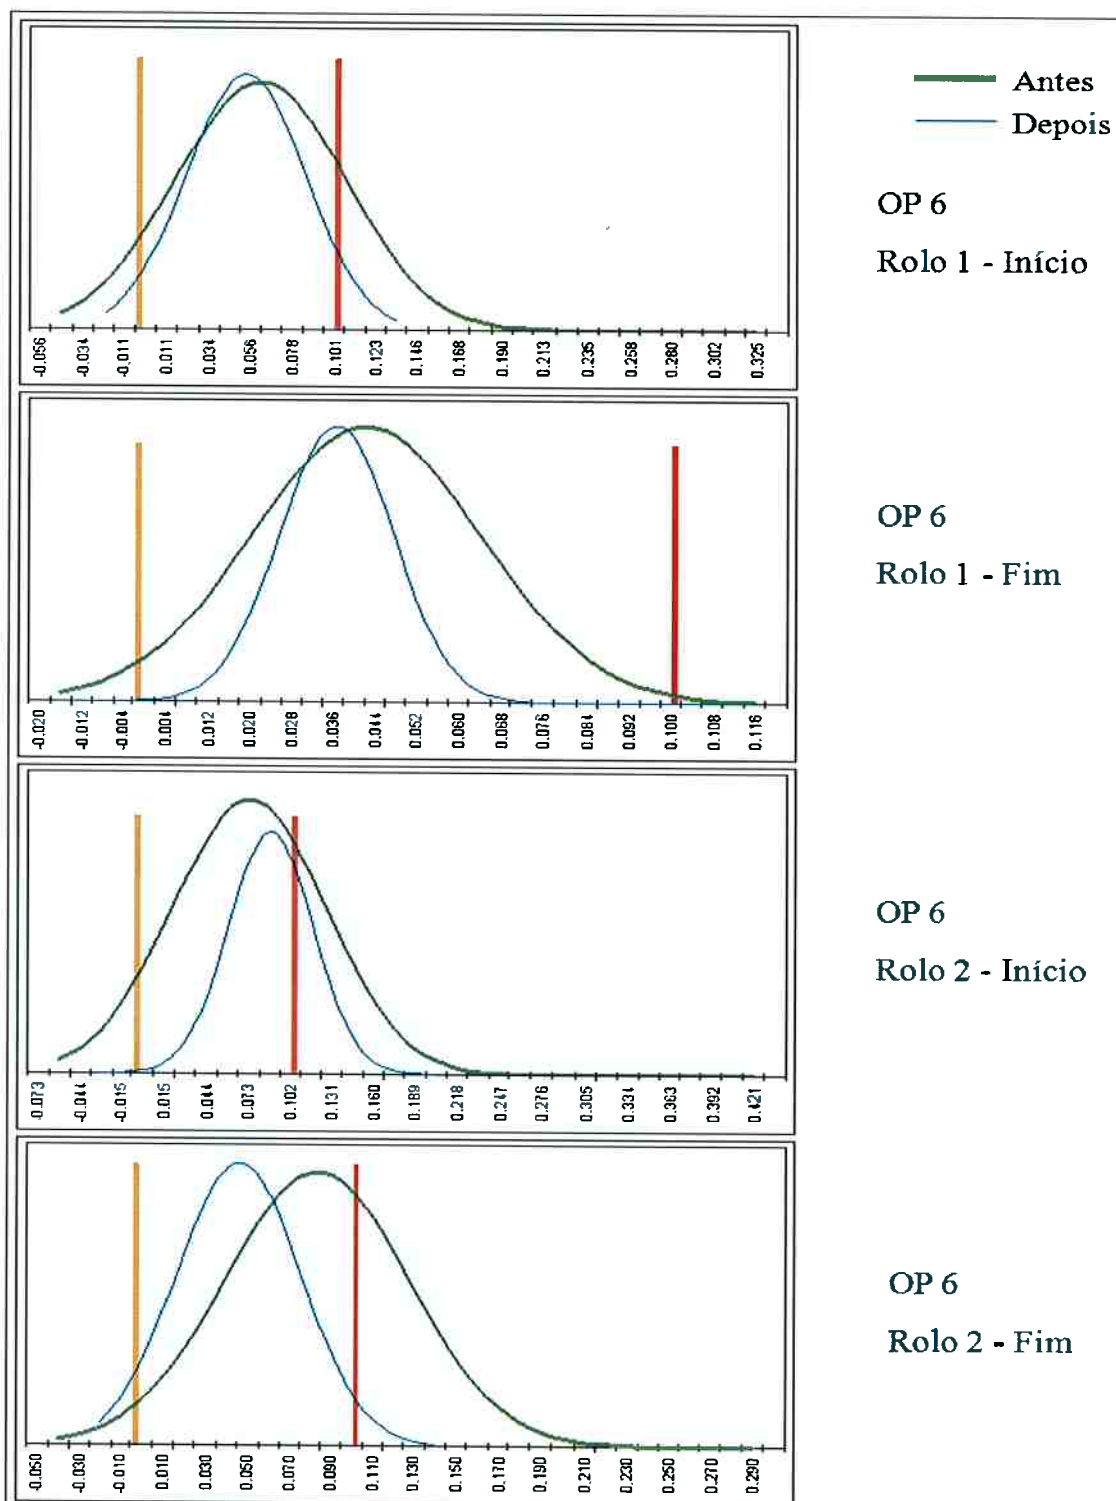 Antes
Depois
OP 6
Rolo 1 - Início
-0.056 -0.034 -0.011 0.011 0.034 0.056 0.078 0.101 0.123 0.146 0.168 0.190 0.213 0.235 0.258 0.280 0.302 0.325
OP 6
Rolo 1 - Fim
-0.020 -0.012 -0.004 0.004 0.012 0.020 0.028 0.036 0.044 0.052 0.060 0.068 0.076 0.084 0.092 0.100 0.108 0.116
OP 6
Rolo 2 - Início
-0.073 -0.044 -0.015 0.015 0.044 0.073 0.102 0.131 0.160 0.189 0.218 0.247 0.276 0.305 0.334 0.363 0.392 0.421
OP 6
Rolo 2 - Fim
-0.050 -0.030 -0.010 0.010 0.030 0.050 0.070 0.090 0.110 0.130 0.150 0.170 0.190 0.210 0.230 0.250 0.270 0.290